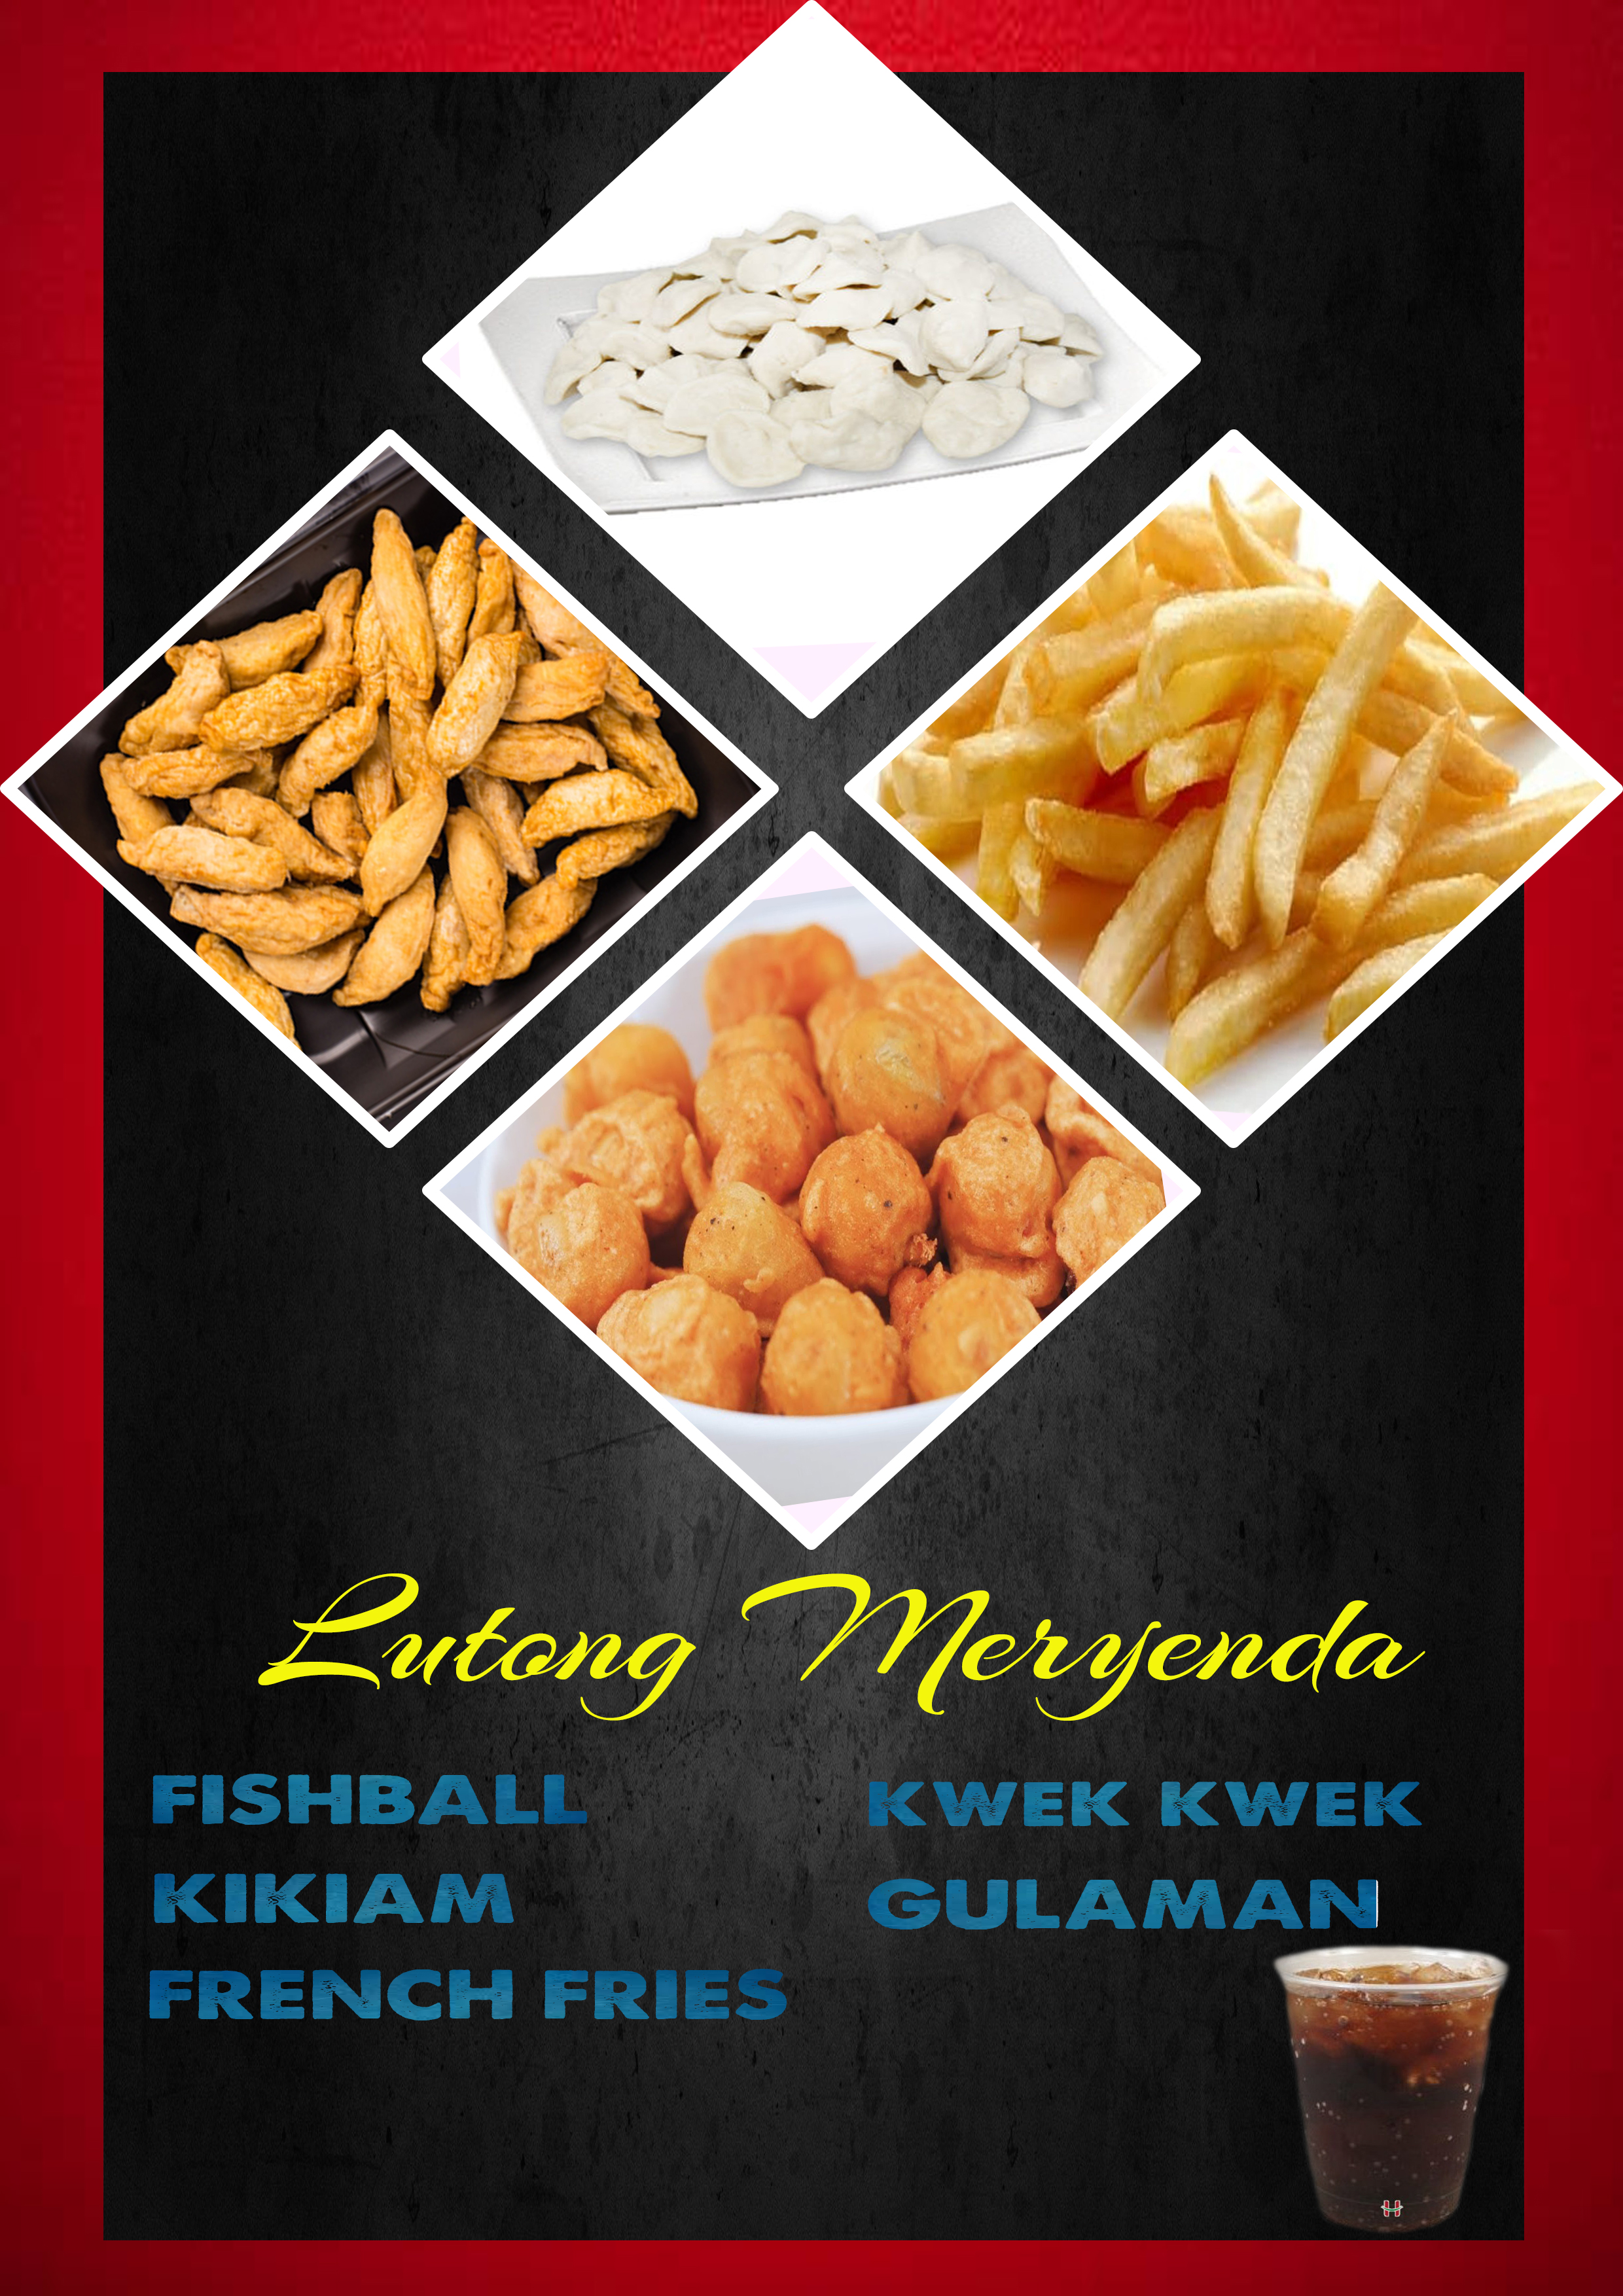 Lutong Meryenda
FISHBALL
KIKIAM
FRENCH FRIES
KWEK KWEK
GULAMAN
H